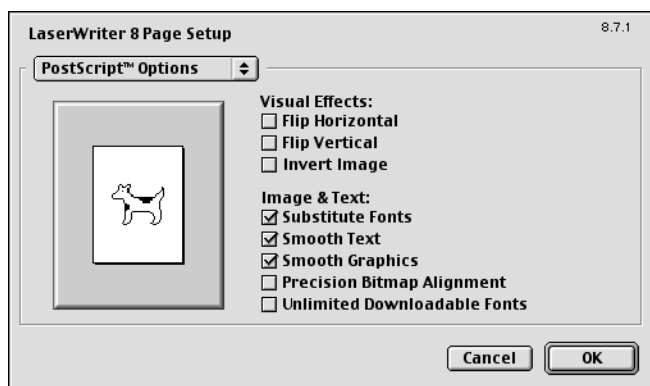 LaserWriter 8 Page Setup
8.7.1
PostScript™ Options
Visual Effects:
Flip Horizontal
Flip Vertical
Invert Image
Image & Text:
Substitute Fonts
Smooth Text
Smooth Graphics
Precision Bitmap Alignment
Unlimited Downloadable Fonts
Cancel
OK